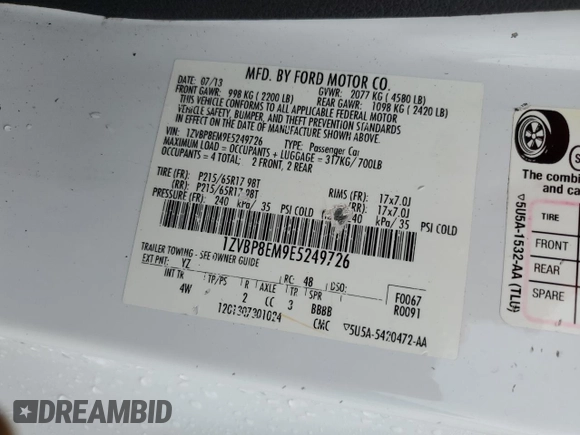 MFD. BY FORD MOTOR CO.
DATE: 07/13 GVWR: 2077 KG ( 4580 LB)
FRONT GAWR: 998 KG ( 2200 LB) REAR GAWR: 1098 KG ( 2420 LB)
THIS VEHICLE CONFORMS TO ALL APPLICABLE FEDERAL MOTOR
VEHICLE SAFETY, BUMPER, AND THEFT PREVENTION STANDARDS
IN EFFECT ON THE DATE OF MANUFACTURE SHOWN ABOVE.
VIN: 1ZVBP8EM9E5249726 TYPE: Passenger Car
MAXIMUM LOAD = OCCUPANTS + LUGGAGE = 317KG/ 700LB
OCCUPANTS = 4 TOTAL; 2 FRONT, 2 REAR
TIRE (FR): P215/65R17 98T RIMS (FR): 17x7.0J
(RR): P215/65R17 98T (RR): 17x7.0J
PRESSURE (FR): 240 kPa/ 35 PSI COLD 40 kPa/ 35 PSI COLD
1ZVBP8EM9E5249726
TRAILER TOWING - SEE OWNER GUIDE
EXT PNT: YZ RC: 48 DSO: F0067
INT TR TP/PS R AXLE TR SPR R0091
4W 2 CC 3 BBBB
12G1307301024 CMC ▽5U5A-5420472-AA
The com
and ca
TIRE
FRONT
REAR
SPARE
▽5U5A-1532-AA (TLU)
DREAMBID